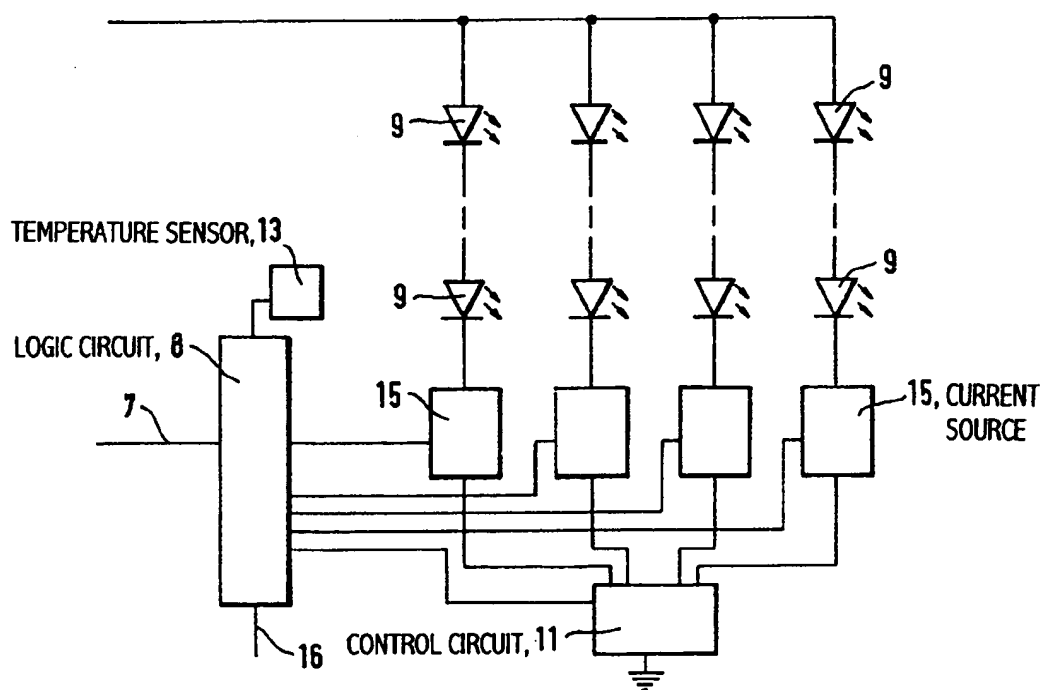 9
9
TEMPERATURE SENSOR, 13
9
9
LOGIC CIRCUIT, 8
15
15, CURRENT
SOURCE
7
16
CONTROL CIRCUIT, 11